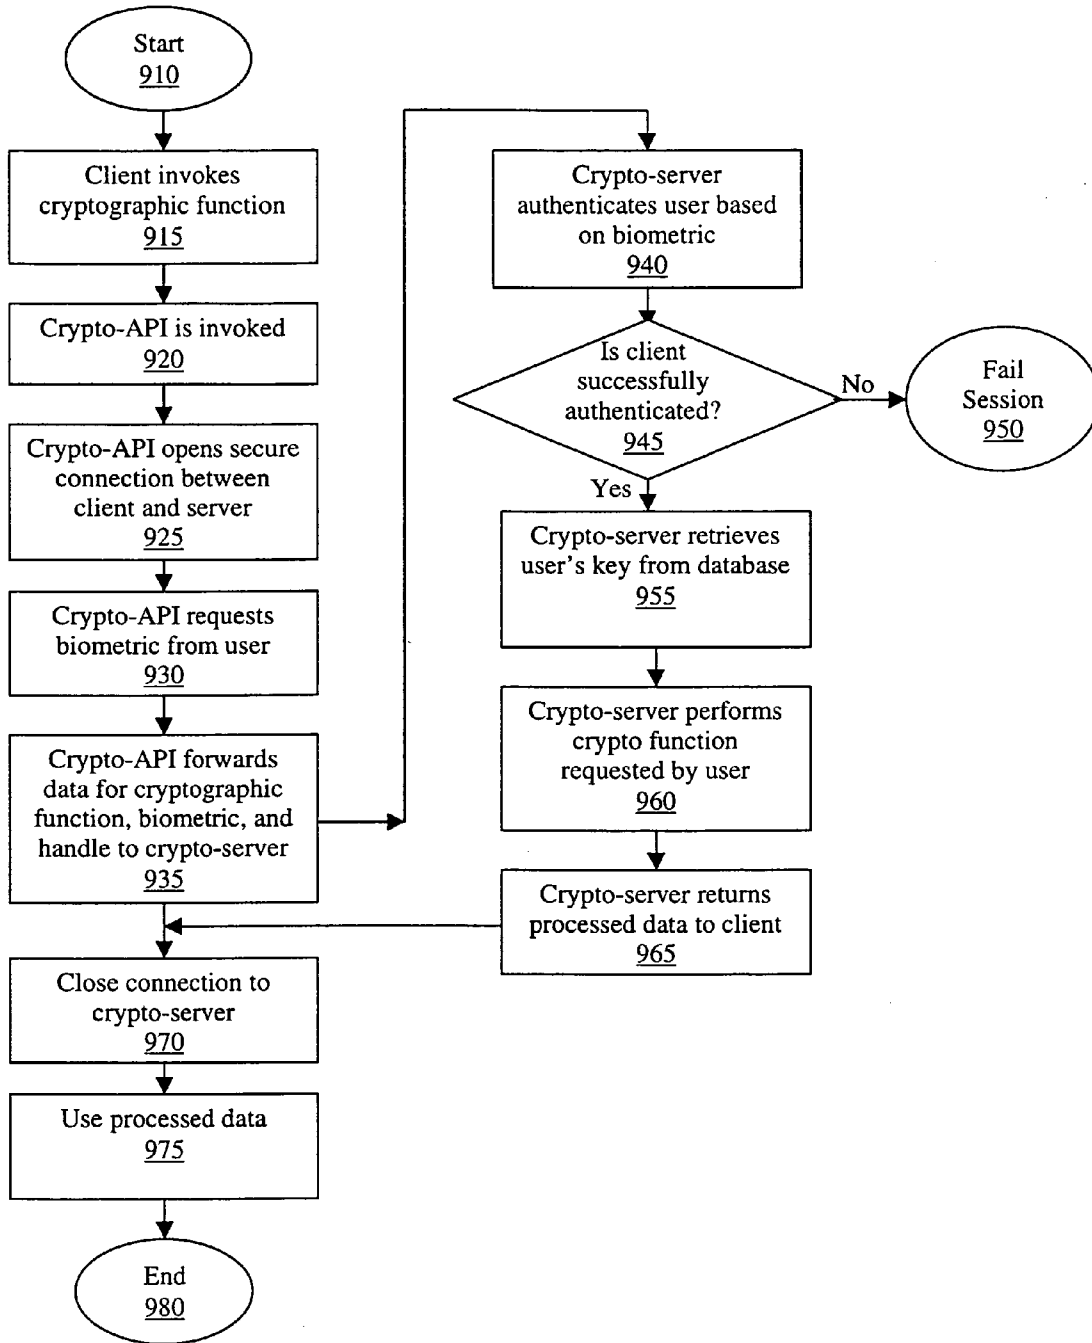 Start
910
Client invokes
cryptographic function
915
Crypto-API is invoked
920
Crypto-API opens secure
connection between
client and server
925
Crypto-API requests
biometric from user
930
Crypto-API forwards
data for cryptographic
function, biometric, and
handle to crypto-server
935
Crypto-server
authenticates user based
on biometric
940
Is client
successfully
authenticated?
945
No
Fail
Session
950
Yes
Crypto-server retrieves
user's key from database
955
Crypto-server performs
crypto function
requested by user
960
Crypto-server returns
processed data to client
965
Close connection to
crypto-server
970
Use processed data
975
End
980